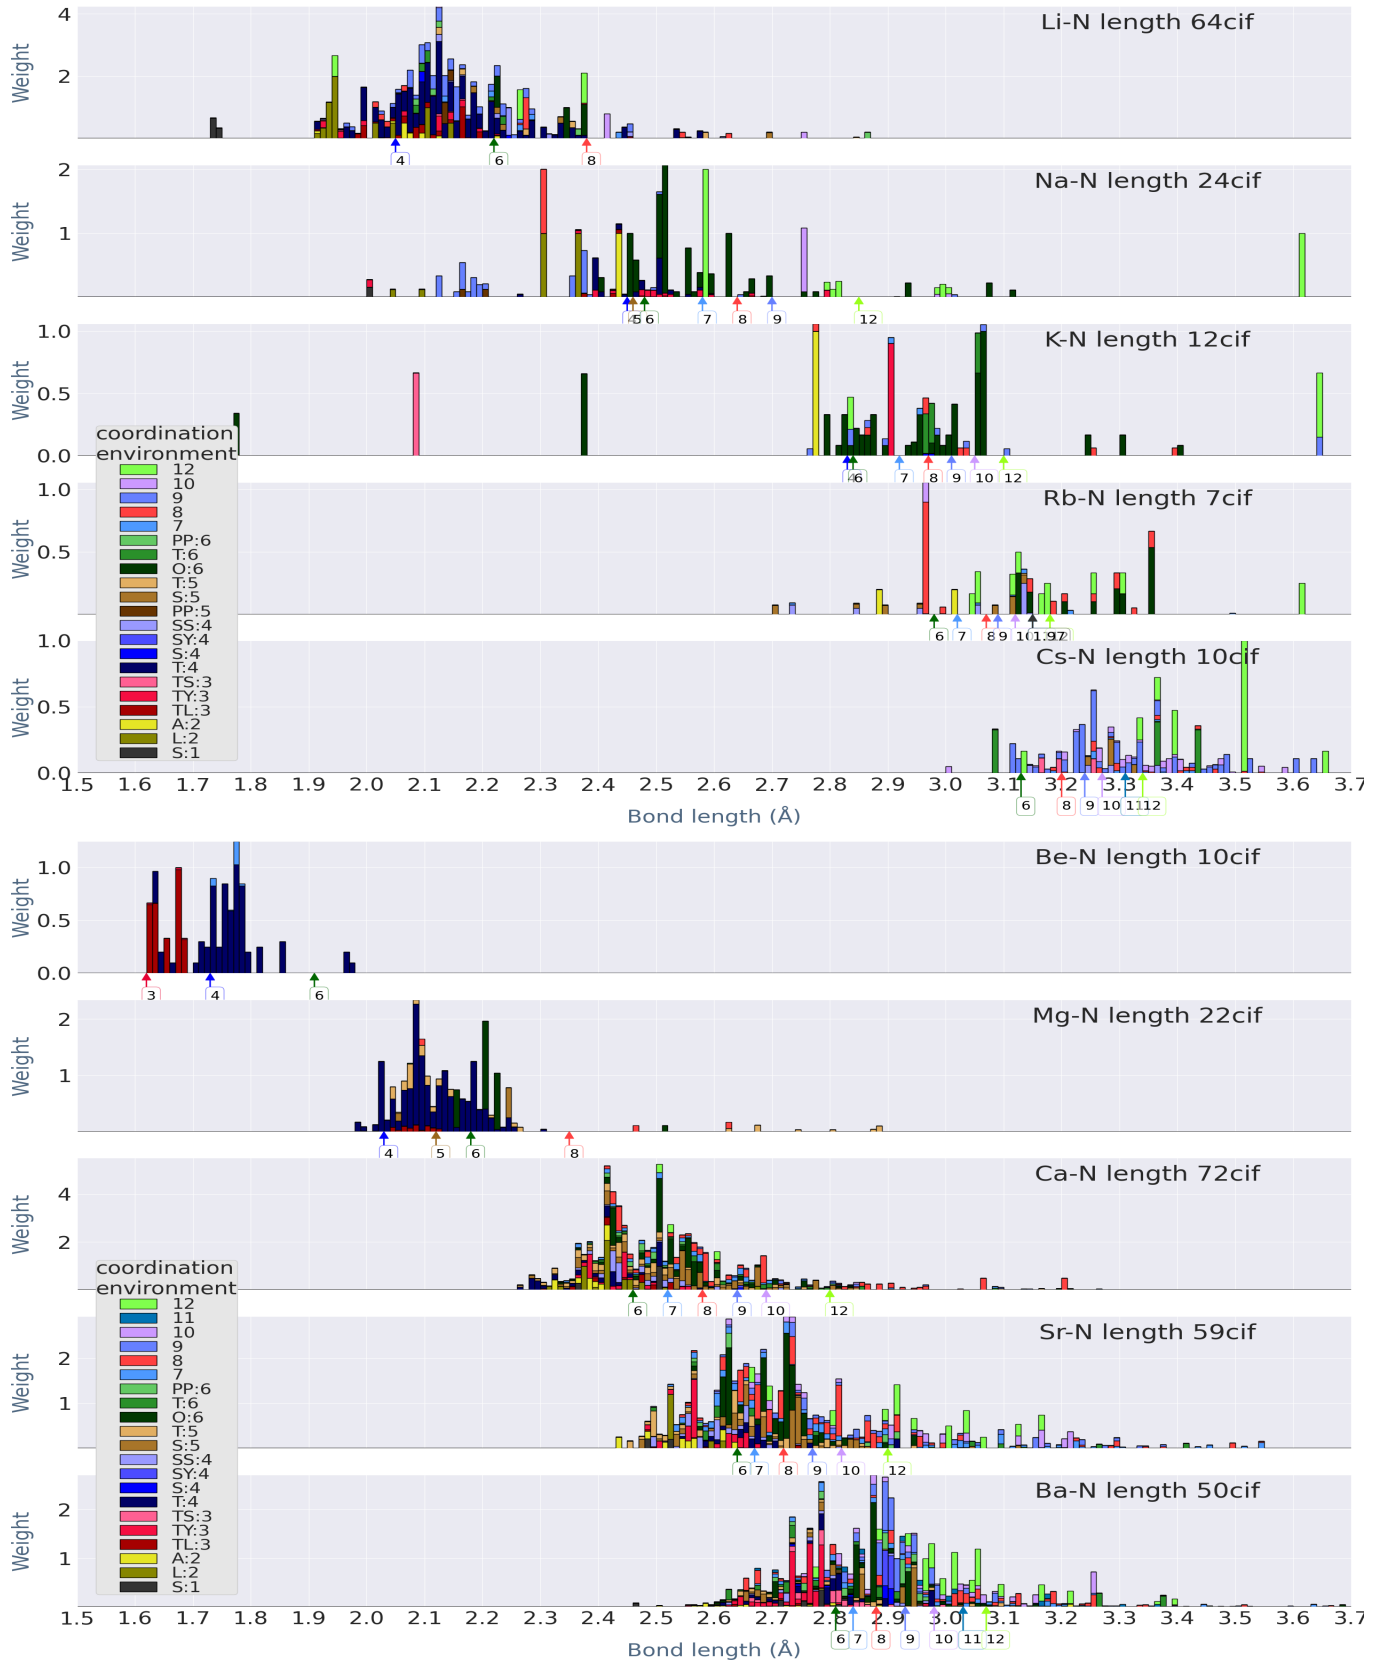 4
2
Weight
Li-N length 64cif
4
6
8
2
1
Weight
Na-N length 24cif
4
5
6
7
8
9
12
1.0
0.5
0.0
Weight
K-N length 12cif
4
6
7
8
9
10
12
coordination
environment
12
10
9
8
7
PP:6
T:6
O:6
T:5
S:5
PP:5
SS:4
SY:4
S:4
T:4
TS:3
TY:3
TL:3
A:2
L:2
S:1
1.0
0.5
Weight
Rb-N length 7cif
6
7
8
9
10
1.0
0.5
0.0
Weight
Cs-N length 10cif
1.5 1.6 1.7 1.8 1.9 2.0 2.1 2.2 2.3 2.4 2.5 2.6 2.7 2.8 2.9 3.0 3.1 3.2 3.3 3.4 3.5 3.6 3.7
6
8
9
10
11
12
Bond length (Å)
1.0
0.5
0.0
Weight
Be-N length 10cif
3
4
6
2
1
Weight
Mg-N length 22cif
4
5
6
8
4
2
Weight
Ca-N length 72cif
6
7
8
9
10
12
coordination
environment
12
11
10
9
8
7
PP:6
T:6
O:6
T:5
S:5
SS:4
SY:4
S:4
T:4
TS:3
TY:3
TL:3
A:2
L:2
S:1
2
1
Weight
Sr-N length 59cif
6
7
8
9
10
12
2
1
Weight
Ba-N length 50cif
1.5 1.6 1.7 1.8 1.9 2.0 2.1 2.2 2.3 2.4 2.5 2.6 2.7 2.8 2.9 3.0 3.1 3.2 3.3 3.4 3.5 3.6 3.7
6
7
8
9
10
11
12
Bond length (Å)